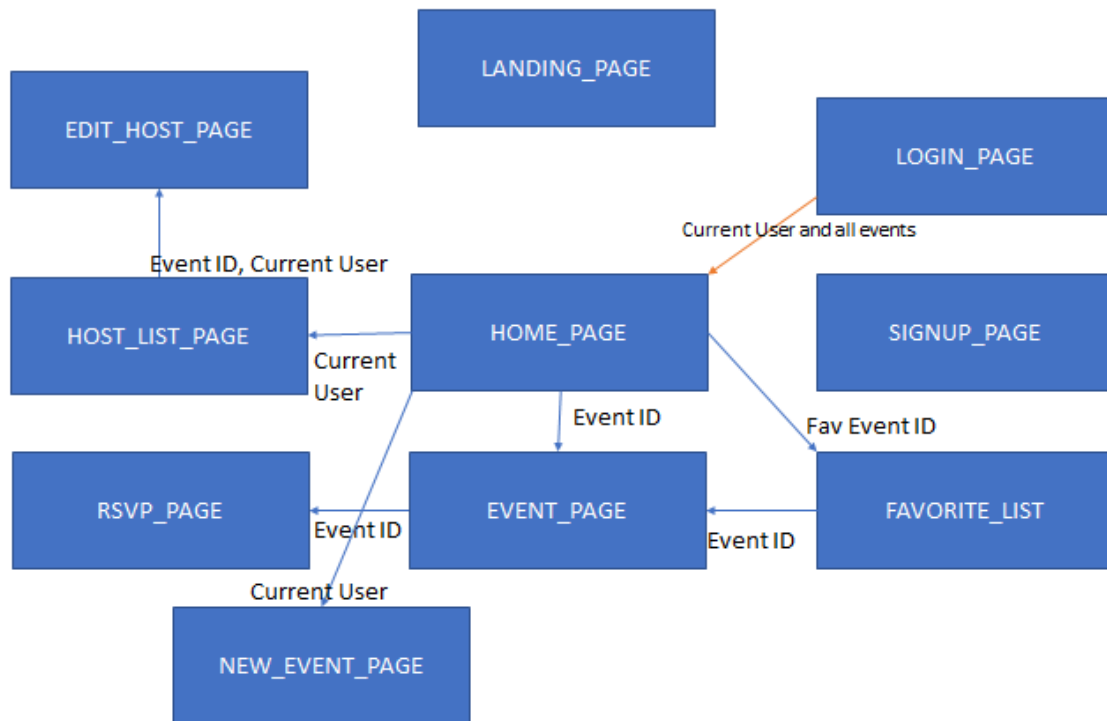 LANDING_PAGE
EDIT_HOST_PAGE
LOGIN_PAGE
Current User and all events
Event ID, Current User
HOST_LIST_PAGE
HOME_PAGE
SIGNUP_PAGE
Current
User
Event ID
Fav Event ID
RSVP_PAGE
EVENT_PAGE
FAVORITE_LIST
Event ID
Event ID
Current User
NEW_EVENT_PAGE